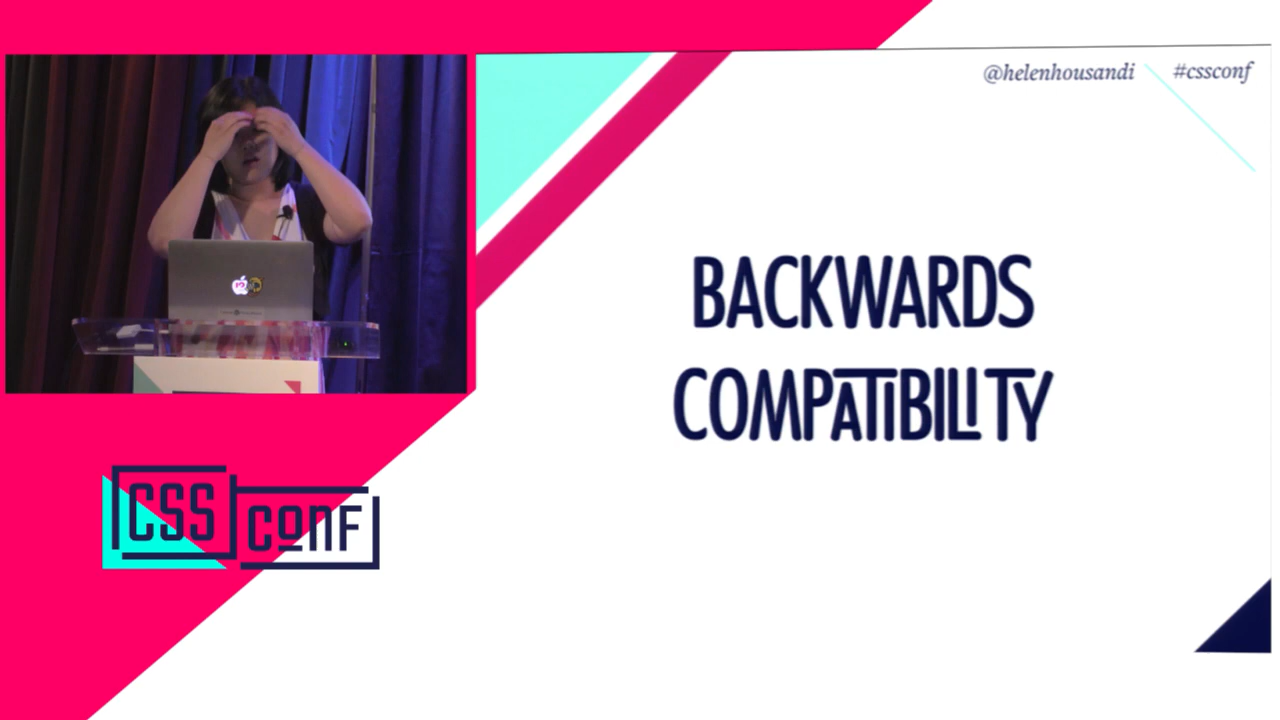 @helenhousandi #cssconf
BACKWARDS
COMPATIBILITY
CSS
CONF